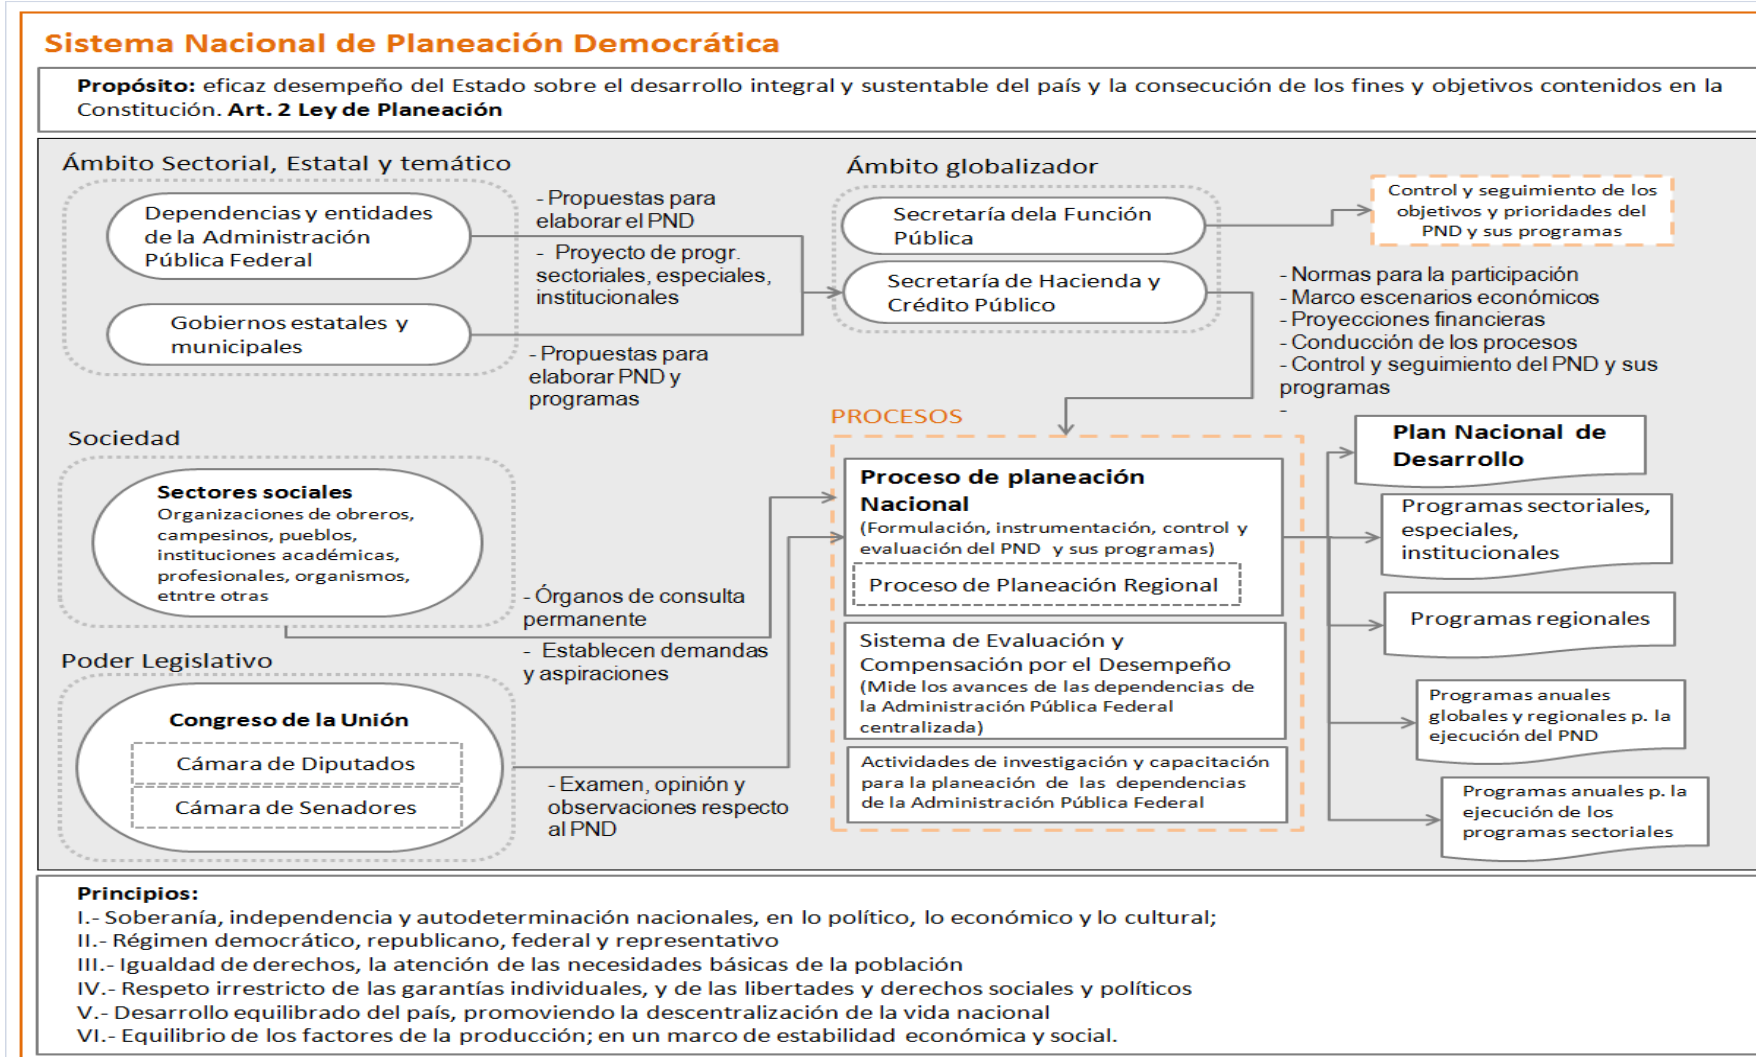 Sistema Nacional de Planeación Democrática
Propósito: eficaz desempeño del Estado sobre el desarrollo integral y sustentable del país y la consecución de los fines y objetivos contenidos en la
Constitución. Art. 2 Ley de Planeación
Ámbito Sectorial, Estatal y temático
Dependencias y entidades
de la Administración
Pública Federal
Gobiernos estatales y
municipales
- Propuestas para
elaborar el PND
- Proyecto de progr.
sectoriales, especiales,
institucionales
- Propuestas para
elaborar PND y
programas
Ámbito globalizador
Secretaría dela Función
Pública
Secretaría de Hacienda y
Crédito Público
Control y seguimiento de los
objetivos y prioridades del
PND y sus programas
- Normas para la participación
- Marco escenarios económicos
- Proyecciones financieras
- Conducción de los procesos
- Control y seguimiento del PND y sus
programas
-
Sociedad
Sectores sociales
Organizaciones de obreros,
campesinos, pueblos,
instituciones académicas,
profesionales, organismos,
etntre otras
- Órganos de consulta
permanente
- Establecen demandas
y aspiraciones
Poder Legislativo
Congreso de la Unión
Cámara de Diputados
Cámara de Senadores
- Examen, opinión y
observaciones respecto
al PND
PROCESOS
Proceso de planeación
Nacional
(Formulación, instrumentación, control y
evaluación del PND y sus programas)
Proceso de Planeación Regional
Sistema de Evaluación y
Compensación por el Desempeño
(Mide los avances de las dependencias de
la Administración Pública Federal
centralizada)
Actividades de investigación y capacitación
para la planeación de las dependencias
de la Administración Pública Federal
Plan Nacional de
Desarrollo
Programas sectoriales,
especiales,
institucionales
Programas regionales
Programas anuales
globales y regionales p. la
ejecución del PND
Programas anuales p. la
ejecución de los
programas sectoriales
Principios:
I.- Soberanía, independencia y autodeterminación nacionales, en lo político, lo económico y lo cultural;
II.- Régimen democrático, republicano, federal y representativo
III.- Igualdad de derechos, la atención de las necesidades básicas de la población
IV.- Respeto irrestricto de las garantías individuales, y de las libertades y derechos sociales y políticos
V.- Desarrollo equilibrado del país, promoviendo la descentralización de la vida nacional
VI.- Equilibrio de los factores de la producción; en un marco de estabilidad económica y social.